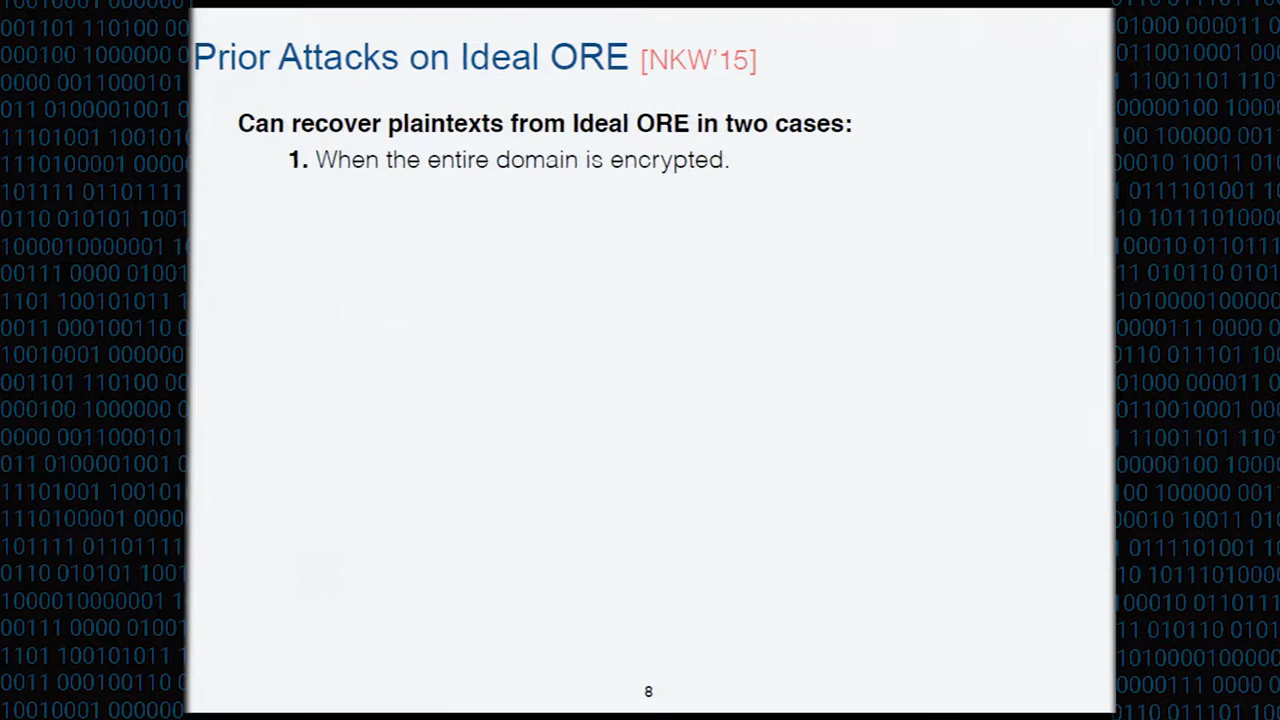 Prior Attacks on Ideal ORE [NKW'15]
Can recover plaintexts from Ideal ORE in two cases:
1. When the entire domain is encrypted.
8